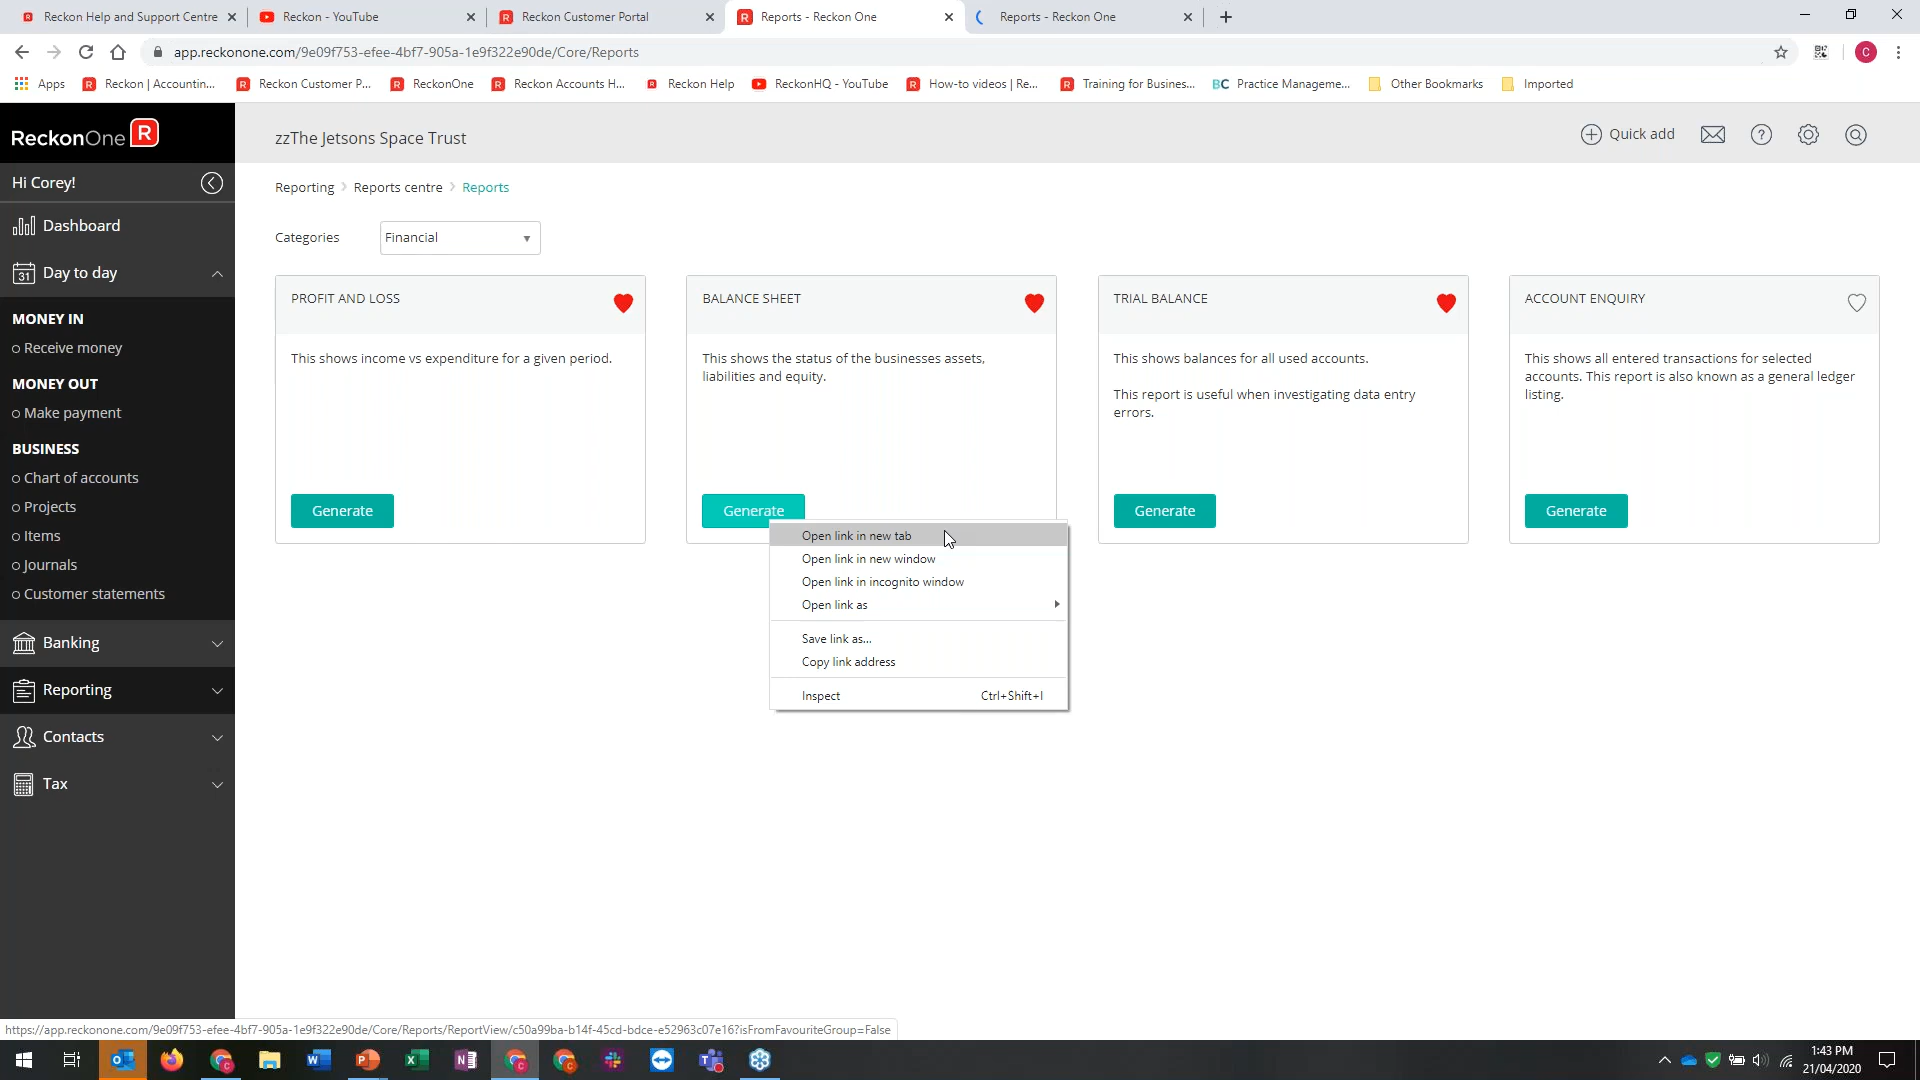 Reckon Help and Support Centre
Reckon - YouTube
Reckon Customer Portal
Reports - Reckon One
Reports - Reckon One
app.reckonone.com/9e09f753-efee-4bf7-905a-1e9f322e90de/Core/Reports
C
Apps
Reckon | Accountin...
Reckon Customer P...
ReckonOne
Reckon Accounts H...
Reckon Help
ReckonHQ - YouTube
How-to videos | Re...
Training for Busines...
BC Practice Manageme...
Other Bookmarks
Imported
ReckonOne R
zzThe Jetsons Space Trust
Quick add
Hi Corey!
Reporting > Reports centre > Reports
Dashboard
Categories
Financial
31 Day to day
MONEY IN
Receive money
MONEY OUT
Make payment
BUSINESS
Chart of accounts
Projects
Items
Journals
Customer statements
Banking
Reporting
Contacts
Tax
PROFIT AND LOSS
This shows income vs expenditure for a given period.
Generate
BALANCE SHEET
This shows the status of the businesses assets,
liabilities and equity.
Generate
TRIAL BALANCE
This shows balances for all used accounts.
This report is useful when investigating data entry
errors.
Generate
ACCOUNT ENQUIRY
This shows all entered transactions for selected
accounts. This report is also known as a general ledger
listing.
Generate
Open link in new tab
Open link in new window
Open link in incognito window
Open link as
Save link as...
Copy link address
Inspect Ctrl+Shift+I
https://app.reckonone.com/9e09f753-efee-4bf7-905a-1e9f322e90de/Core/Reports/ReportView/c50a99ba-b14f-45cd-bdce-e52963c07e16?isFromFavouriteGroup=False
1:43 PM
21/04/2020